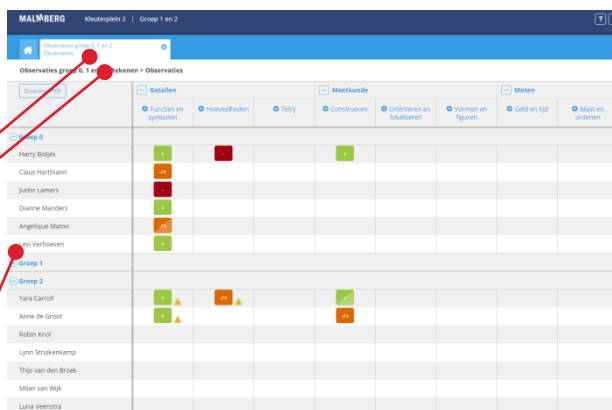 MALMBERG Kleuterplein 2 | Groep 1 en 2 ?
Observaties groep 0, 1 en 2
Observaties
Observaties groep 0, 1 en Rekenen > Observaties
Download PDF Getallen Meetkunde Meten
Functies en symbolen Hoeveelheden Telrij Construeren Oriënteren en lokaliseren Vormen en figuren Geld en tijd Maat en ordenen
Groep 0
Harry Botjes + - +
Claus Hartmann -/+
Justin Lamers -
Dianne Manders +
Angelique Maton -/+
Levi Verhoeven +
Groep 1
Groep 2
Yara Carroll + -/+ +
Anne de Groot + -/+
Robin Knol
Lynn Struikenkamp
Thijs van den Broek
Milan van Wijk
Luna Veenstra